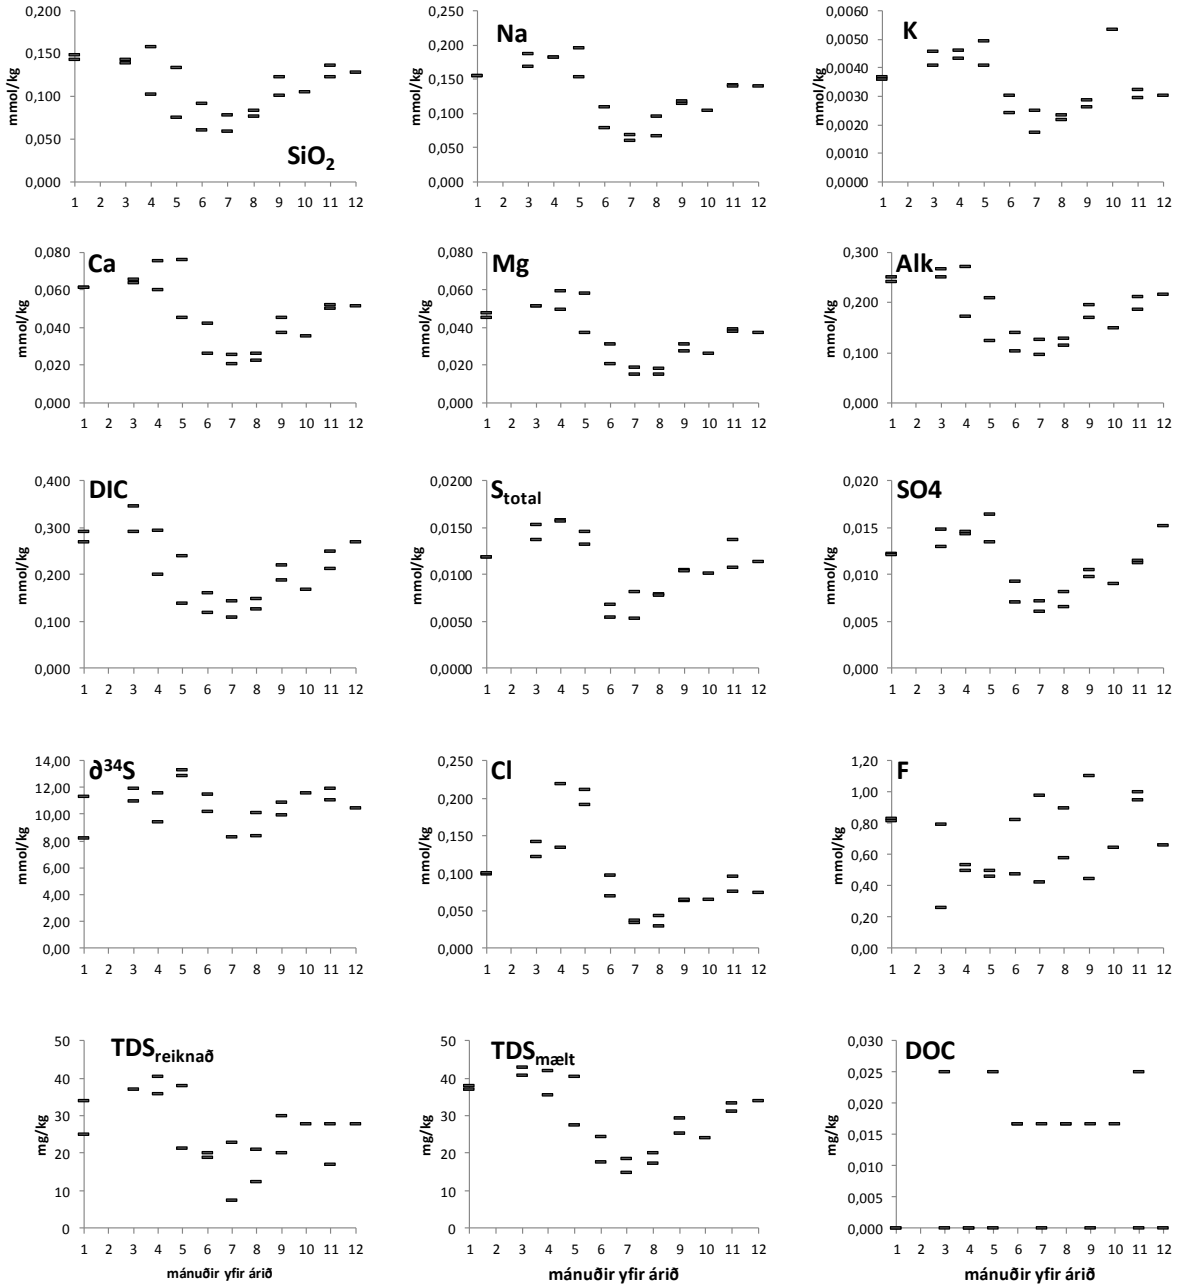 0,200
0,150
0,100
0,050
0,000
mmol/kg
SiO2
1 2 3 4 5 6 7 8 9 10 11 12
0,250
0,200
0,150
0,100
0,050
0,000
mmol/kg
Na
1 2 3 4 5 6 7 8 9 10 11 12
0,0060
0,0050
0,0040
0,0030
0,0020
0,0010
0,0000
mmol/kg
K
1 2 3 4 5 6 7 8 9 10 11 12
0,080
0,060
0,040
0,020
0,000
mmol/kg
Ca
1 2 3 4 5 6 7 8 9 10 11 12
0,080
0,060
0,040
0,020
0,000
mmol/kg
Mg
1 2 3 4 5 6 7 8 9 10 11 12
0,300
0,200
0,100
0,000
mmol/kg
Alk
1 2 3 4 5 6 7 8 9 10 11 12
0,400
0,300
0,200
0,100
0,000
mmol/kg
DIC
1 2 3 4 5 6 7 8 9 10 11 12
0,0200
0,0150
0,0100
0,0050
0,0000
mmol/kg
Stotal
1 2 3 4 5 6 7 8 9 10 11 12
0,020
0,015
0,010
0,005
0,000
mmol/kg
SO4
1 2 3 4 5 6 7 8 9 10 11 12
14,00
12,00
10,00
8,00
6,00
4,00
2,00
0,00
mmol/kg
∂34S
1 2 3 4 5 6 7 8 9 10 11 12
0,250
0,200
0,150
0,100
0,050
0,000
mmol/kg
Cl
1 2 3 4 5 6 7 8 9 10 11 12
1,20
1,00
0,80
0,60
0,40
0,20
0,00
mmol/kg
F
1 2 3 4 5 6 7 8 9 10 11 12
50
40
30
20
10
0
mg/kg
TDSreiknað
1 2 3 4 5 6 7 8 9 10 11 12
mánuðir yfir árið
50
40
30
20
10
0
mg/kg
TDSmælt
1 2 3 4 5 6 7 8 9 10 11 12
mánuðir yfir árið
0,030
0,025
0,020
0,015
0,010
0,005
0,000
mmol/kg
DOC
1 2 3 4 5 6 7 8 9 10 11 12
mánuðir yfir árið